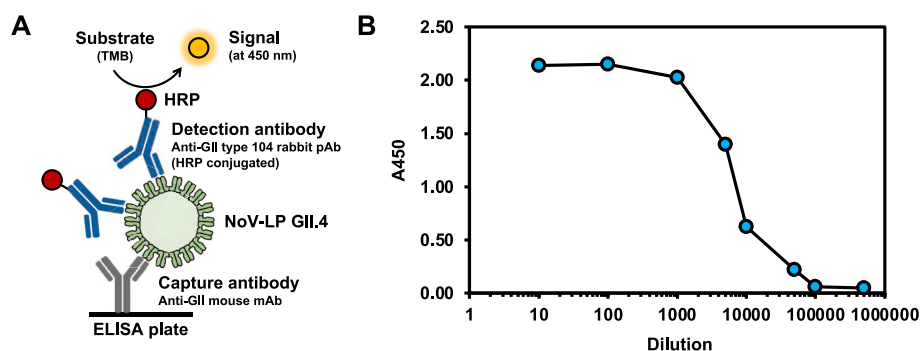 A
Substrate
(TMB)
Signal
(at 450 nm)
HRP
Detection antibody
Anti-GII type 104 rabbit pAb
(HRP conjugated)
NoV-LP GII.4
Capture antibody
Anti-GII mouse mAb
ELISA plate
B
2.50
2.00
1.50
1.00
0.50
0.00
A450
1 10 100 1000 10000 100000 1000000
Dilution